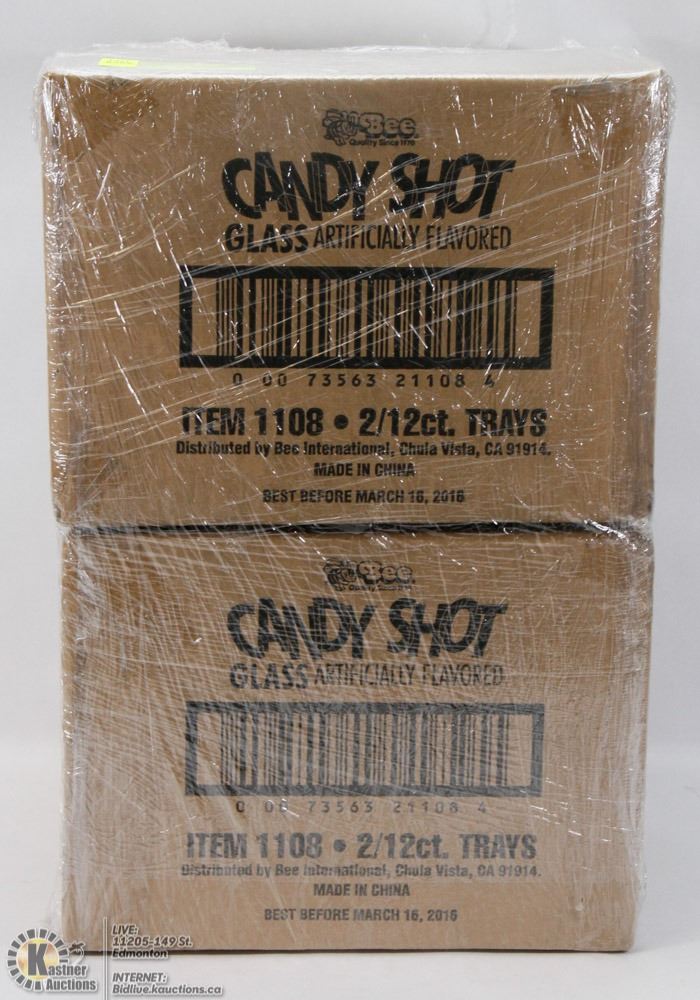 Bee
Quality Since 1970
CANDY SHOT
GLASS ARTIFICIALLY FLAVORED
0 00 73563 21108 4
ITEM 1108 • 2/12ct. TRAYS
Distributed by Bee International, Chula Vista, CA 91914.
MADE IN CHINA
BEST BEFORE MARCH 16, 2016
Bee
CANDY SHOT
GLASS ARTIFICIALLY FLAVORED
0 00 73563 21108 4
ITEM 1108 • 2/12ct. TRAYS
Distributed by Bee International, Chula Vista, CA 91914.
MADE IN CHINA
BEST BEFORE MARCH 16, 2016
LIVE:
11205-149 St.
Edmonton
Kastner
Auctions
INTERNET:
Bidlive.kauctions.ca